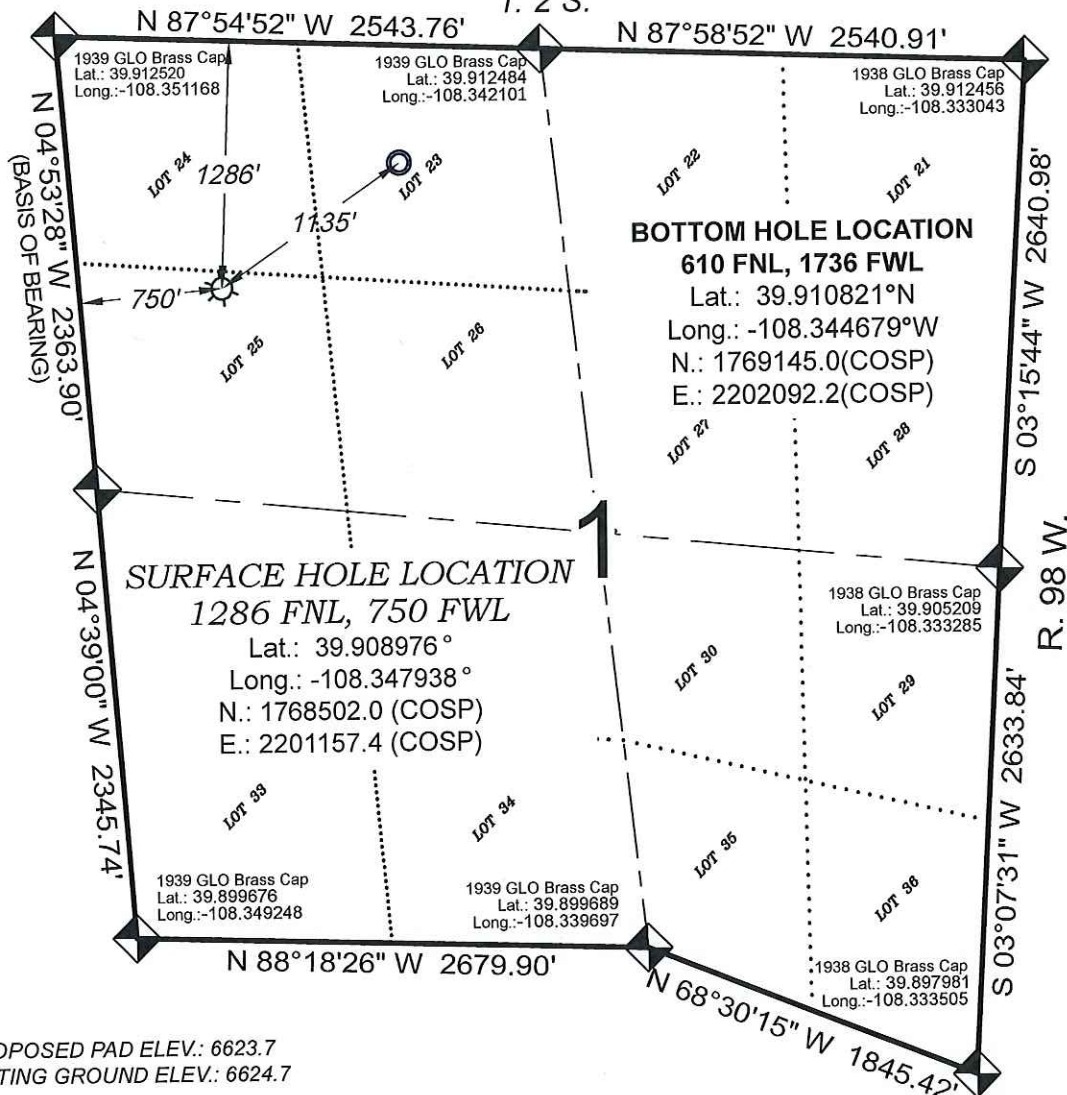 T. 2 S.
N 87°54'52" W 2543.76'
N 87°58'52" W 2540.91'
1939 GLO Brass Cap
Lat.: 39.912520
Long.:-108.351168
1939 GLO Brass Cap
Lat.: 39.912484
Long.:-108.342101
1938 GLO Brass Cap
Lat.: 39.912456
Long.:-108.333043
N 04°53'28" W 2363.90'
(BASIS OF BEARING)
LOT 24
1286'
LOT 23
1135'
750'
LOT 22
LOT 21
BOTTOM HOLE LOCATION
610 FNL, 1736 FWL
Lat.: 39.910821°N
Long.: -108.344679°W
N.: 1769145.0(COSP)
E.: 2202092.2(COSP)
S 03°15'44" W 2640.98'
LOT 25
LOT 26
LOT 27
LOT 28
1
R. 98 W.
N 04°39'00" W 2345.74'
SURFACE HOLE LOCATION
1286 FNL, 750 FWL
Lat.: 39.908976°
Long.: -108.347938°
N.: 1768502.0 (COSP)
E.: 2201157.4 (COSP)
1938 GLO Brass Cap
Lat.: 39.905209
Long.:-108.333285
LOT 30
LOT 29
S 03°07'31" W 2633.84'
LOT 33
LOT 34
LOT 35
LOT 36
1939 GLO Brass Cap
Lat.: 39.899676
Long.:-108.349248
1939 GLO Brass Cap
Lat.: 39.899689
Long.:-108.339697
1938 GLO Brass Cap
Lat.: 39.897981
Long.:-108.333505
N 88°18'26" W 2679.90'
N 68°30'15" W 1845.42'
OPOSED PAD ELEV.: 6623.7
TING GROUND ELEV.: 6624.7